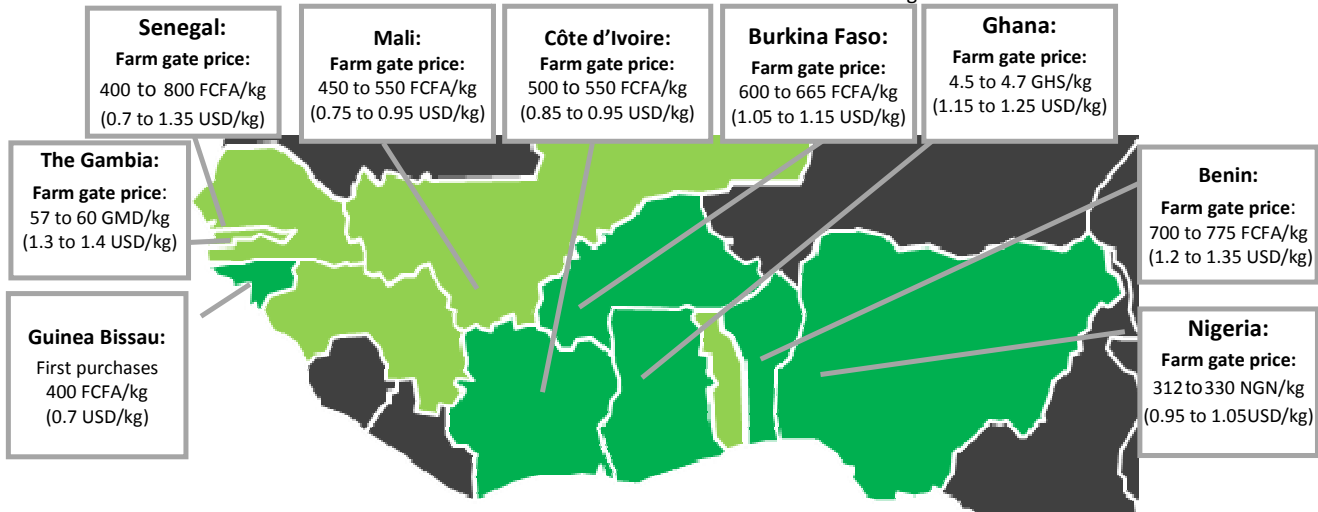 Senegal:
Farm gate price:
400 to 800 FCFA/kg
(0.7 to 1.35 USD/kg)
Mali:
Farm gate price:
450 to 550 FCFA/kg
(0.75 to 0.95 USD/kg)
Côte d’Ivoire:
Farm gate price:
500 to 550 FCFA/kg
(0.85 to 0.95 USD/kg)
Burkina Faso:
Farm gate price:
600 to 665 FCFA/kg
(1.05 to 1.15 USD/kg)
Ghana:
Farm gate price:
4.5 to 4.7 GHS/kg
(1.15 to 1.25 USD/kg)
The Gambia:
Farm gate price:
57 to 60 GMD/kg
(1.3 to 1.4 USD/kg)
Benin:
Farm gate price:
700 to 775 FCFA/kg
(1.2 to 1.35 USD/kg)
Guinea Bissau:
First purchases
400 FCFA/kg
(0.7 USD/kg)
Nigeria:
Farm gate price:
312 to 330 NGN/kg
(0.95 to 1.05USD/kg)